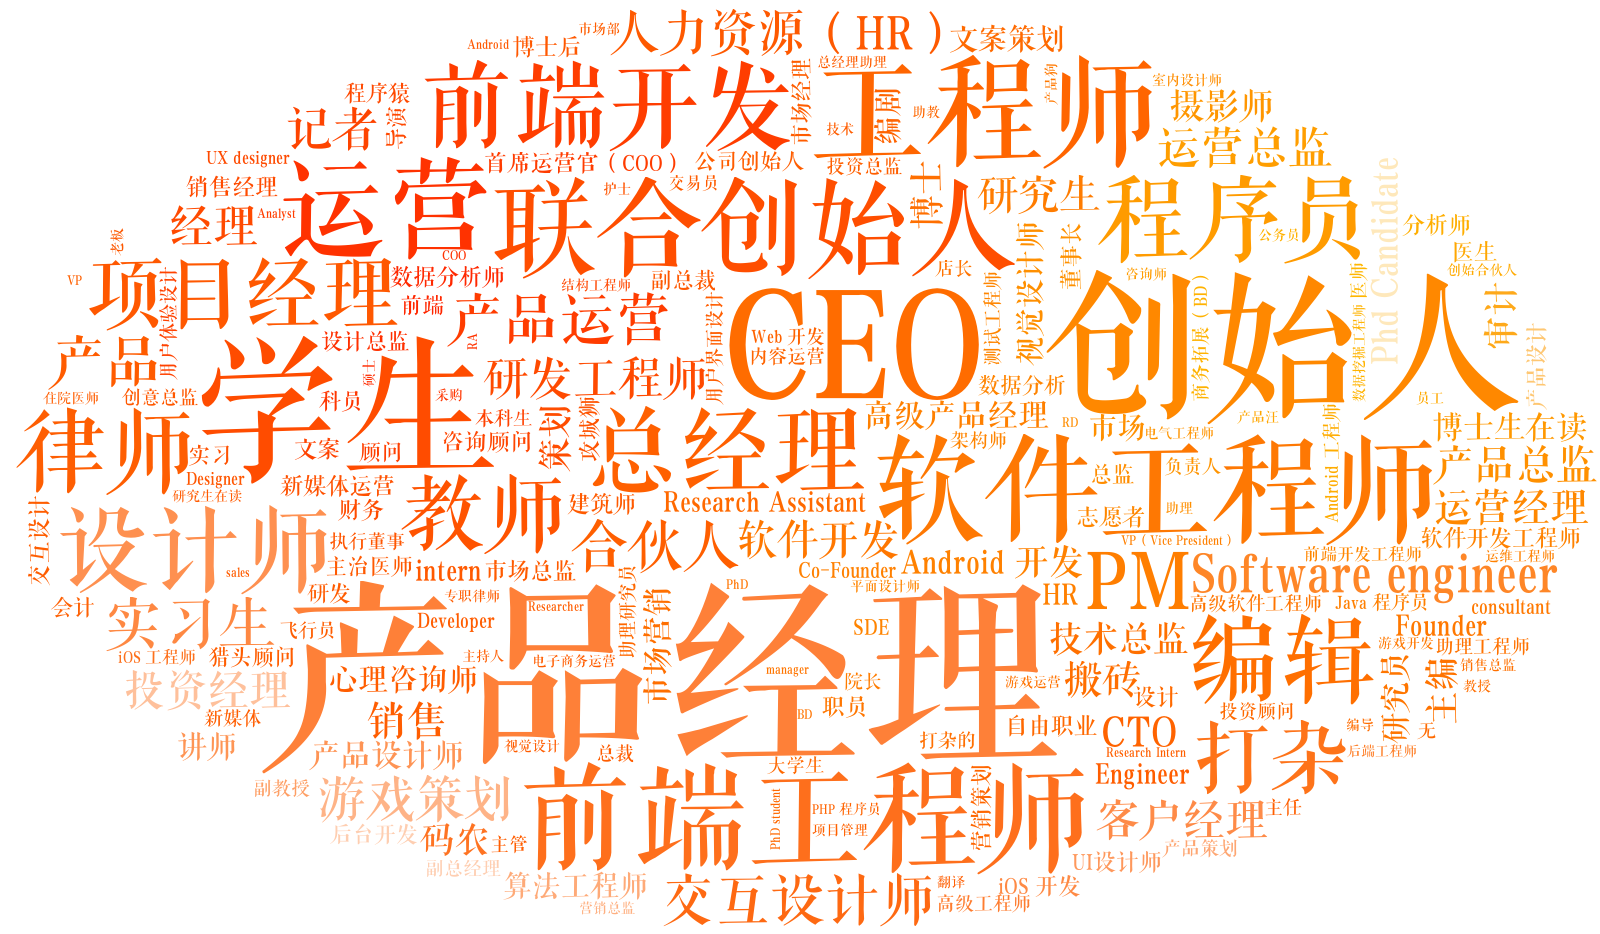 市场部
人力资源（HR）
文案策划
Android
博士后
总经理助理
产品狗
室内设计师
前端开发工程师
市场经理
程序猿
导演
编剧
助教
摄影师
记者
技术
运营总监
UX designer
首席运营官（COO）
公司创始人
投资总监
运营
联合创始人
护士
交易员
博士
研究生
程序员
Phd Candidate
销售经理
Analyst
经理
分析师
老板
COO
公务员
医生
VP
项目经理
用户体验设计
数据分析师
结构工程师
副总裁
店长
测试工程师
视觉设计师
董事长
咨询师
创始合伙人
医师
创始人
前端
产品运营
用户界面设计
CEO
Web 开发
内容运营
商务拓展（BD）
数据挖掘工程师
审计
产品设计
设计总监
RA
产品
学生
硕士
研发工程师
数据分析
住院医师
创意总监
科员
采购
员工
本科生
策划
攻城狮
总经理
高级产品经理
架构师
RD
市场
电气工程师
产品汪
Android 工程师
博士生在读
律师
实习
文案
顾问
咨询顾问
软件工程师
总监
负责人
产品总监
Designer
研究生在读
新媒体运营
财务
教师
建筑师
Research Assistant
志愿者
助理
运营经理
交互设计
设计师
执行董事
合伙人
软件开发
VP（Vice President）
软件开发工程师
sales
主治医师
intern
市场总监
Co-Founder
Android 开发
前端开发工程师
运维工程师
会计
研发
专职律师
Researcher
助理研究员
PhD
平面设计师
HR
PM
Software engineer
高级软件工程师
Java 程序员
consultant
实习生
飞行员
Developer
产品经理
市场营销
SDE
技术总监
编辑
Founder
iOS 工程师
猎头顾问
主持人
电子商务运营
manager
游戏开发
助理工程师
投资经理
心理咨询师
院长
游戏运营
搬砖
设计
研究员
主编
销售总监
教授
新媒体
销售
BD
职员
投资顾问
讲师
产品设计师
视觉设计
总裁
打杂的
自由职业
CTO
Research Intern
打杂
编导
无
后端工程师
副教授
游戏策划
大学生
前端工程师
PhD student
PHP 程序员
项目管理
营销策划
Engineer
客户经理
主任
后台开发
码农
主管
UI设计师
产品策划
副总经理
算法工程师
营销总监
交互设计师
翻译
高级工程师
iOS 开发